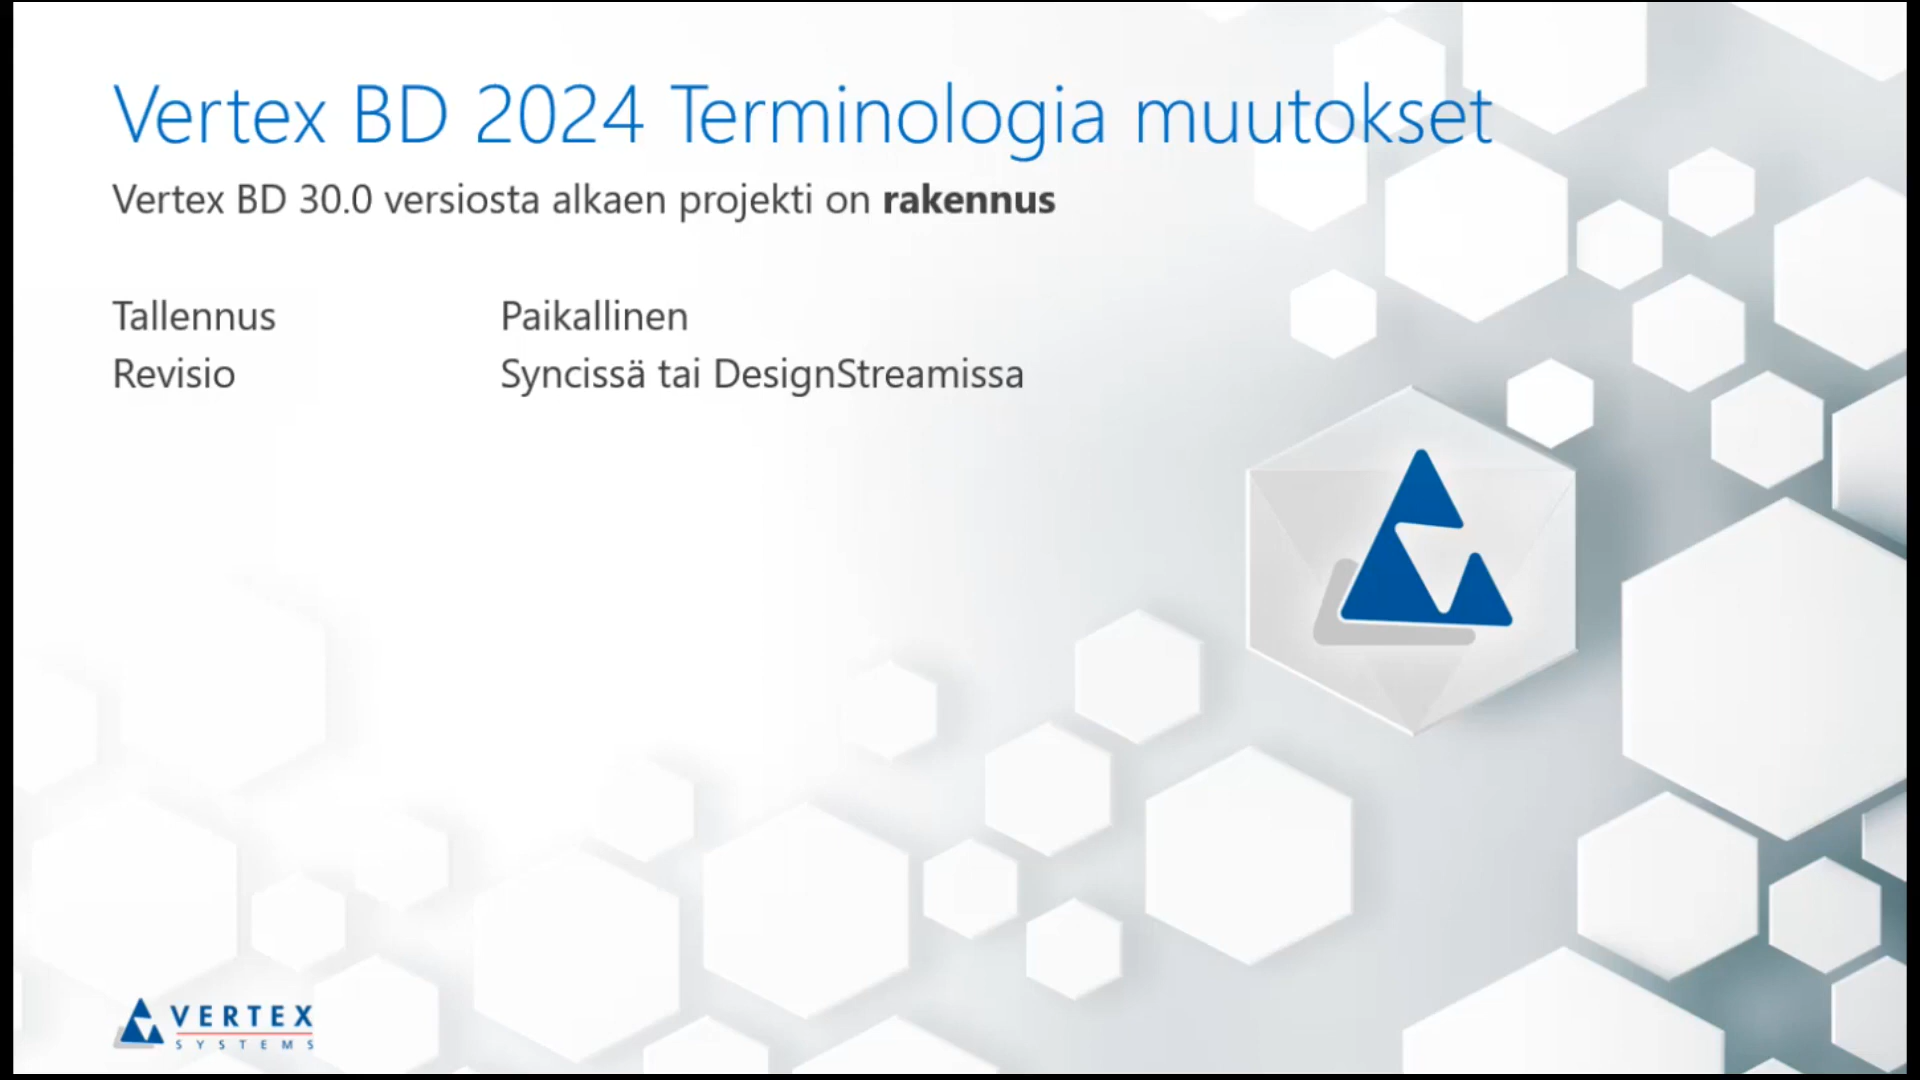 Vertex BD 2024 Terminologia muutokset
Vertex BD 30.0 versiosta alkaen projekti on rakennus
Tallennus Paikallinen
Revisio Syncissä tai DesignStreamissa
VERTEX
SYSTEMS